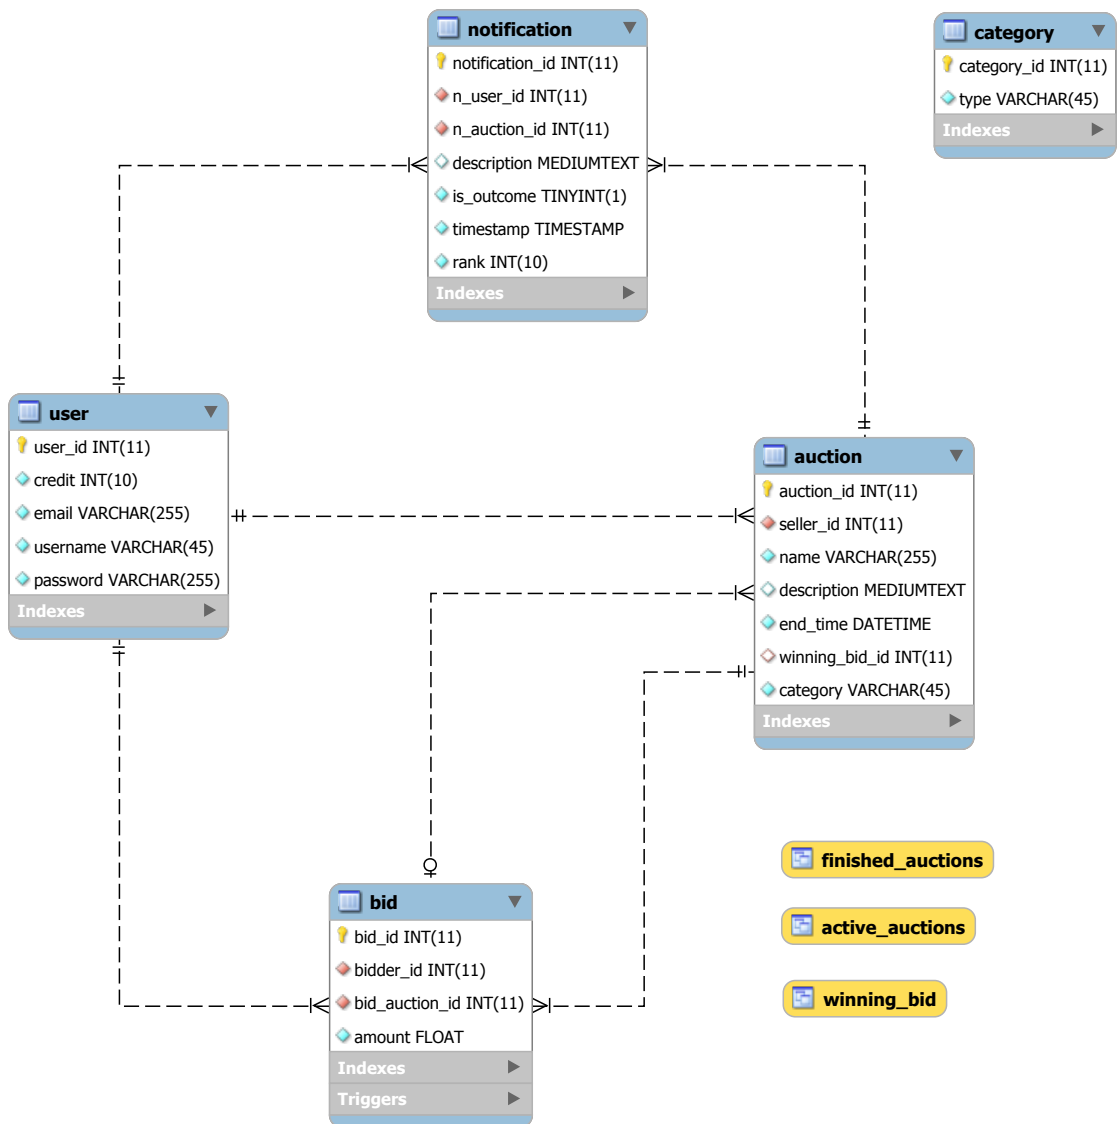 notification
notification_id INT(11)
n_user_id INT(11)
n_auction_id INT(11)
description MEDIUMTEXT
is_outcome TINYINT(1)
timestamp TIMESTAMP
rank INT(10)
Indexes
category
category_id INT(11)
type VARCHAR(45)
Indexes
user
user_id INT(11)
credit INT(10)
email VARCHAR(255)
username VARCHAR(45)
password VARCHAR(255)
Indexes
auction
auction_id INT(11)
seller_id INT(11)
name VARCHAR(255)
description MEDIUMTEXT
end_time DATETIME
winning_bid_id INT(11)
category VARCHAR(45)
Indexes
bid
bid_id INT(11)
bidder_id INT(11)
bid_auction_id INT(11)
amount FLOAT
Indexes
Triggers
finished_auctions
active_auctions
winning_bid